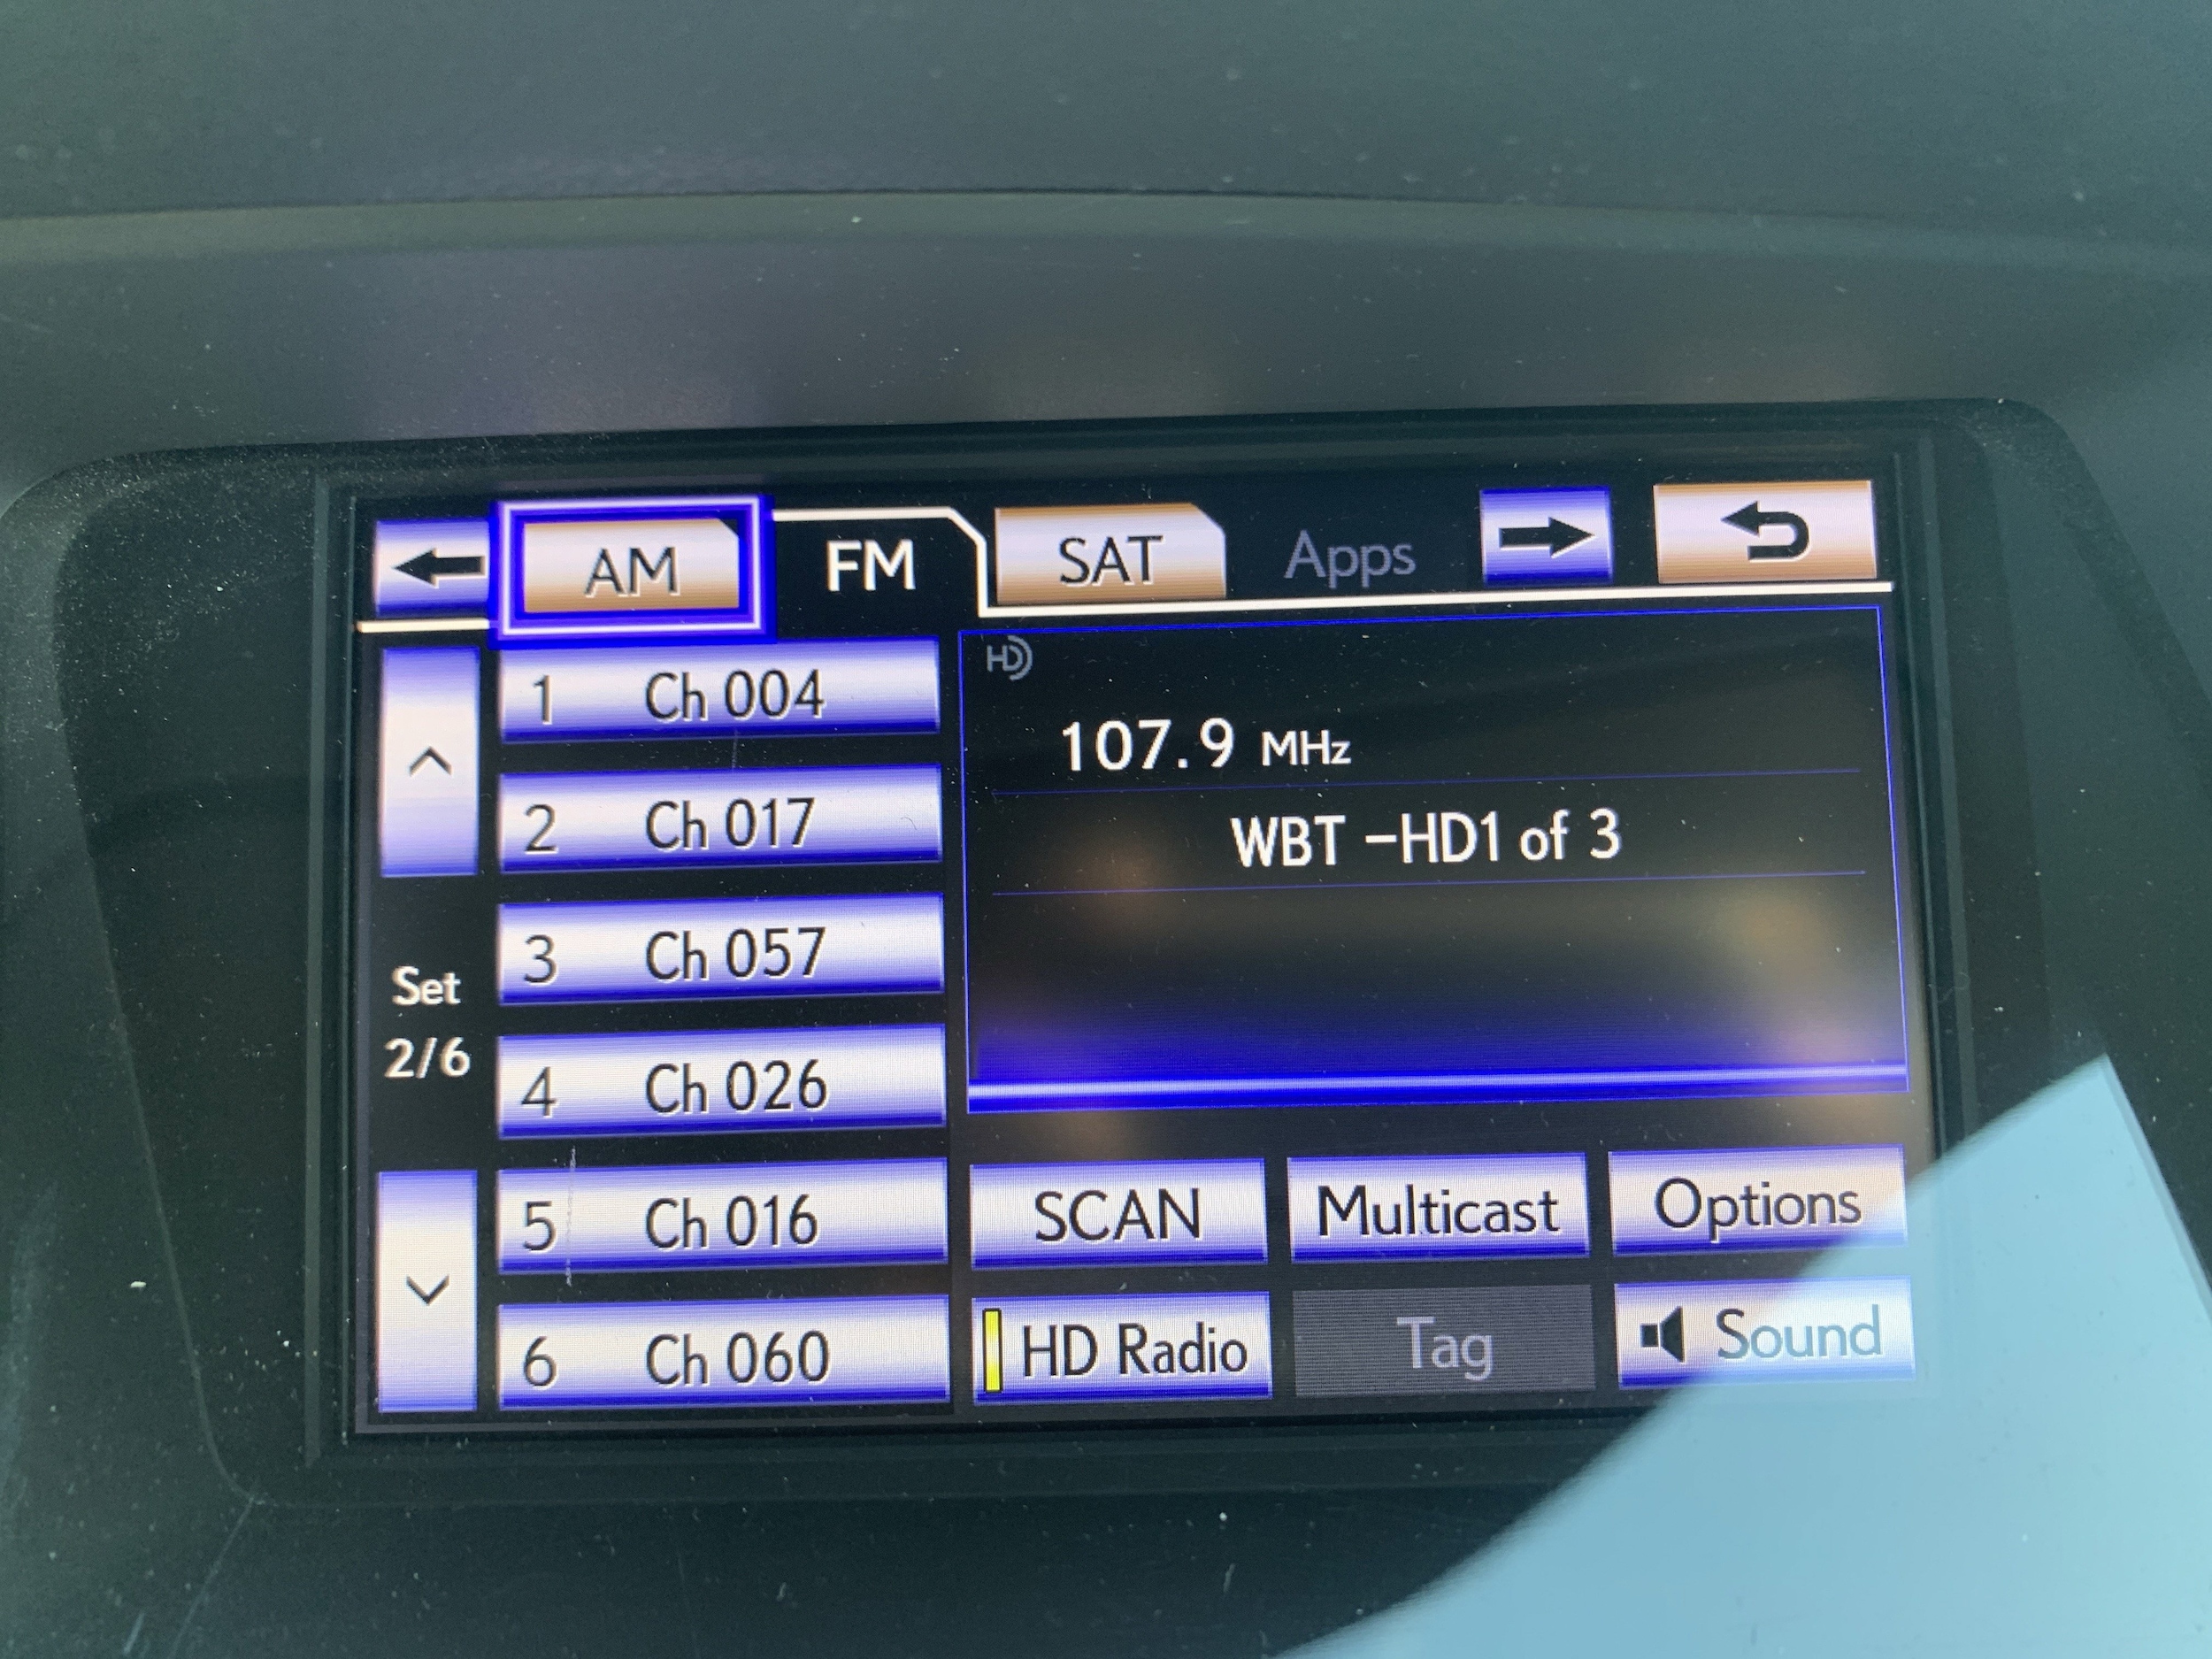 AM FM SAT Apps
HD
1 Ch 004
2 Ch 017
3 Ch 057
4 Ch 026
5 Ch 016
6 Ch 060
Set
2/6
107.9 MHz
WBT -HD1 of 3
SCAN Multicast Options
HD Radio Tag Sound